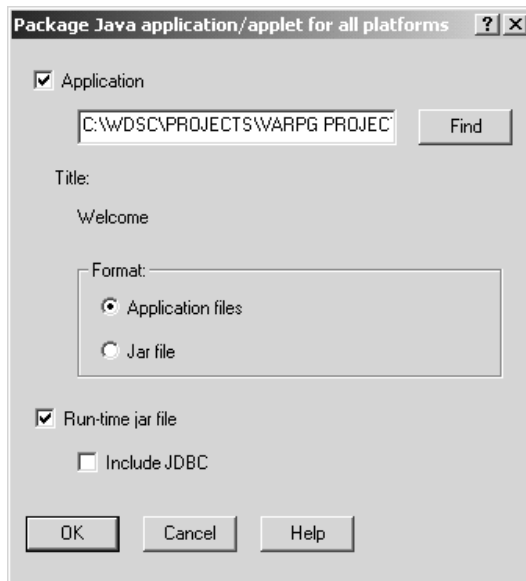 Package Java application/applet for all platforms
Application
C:\WDSC\PROJECTS\VARPG PROJEC
Find
Title:
Welcome
Format:
Application files
Jar file
Run-time jar file
Include JDBC
OK Cancel Help